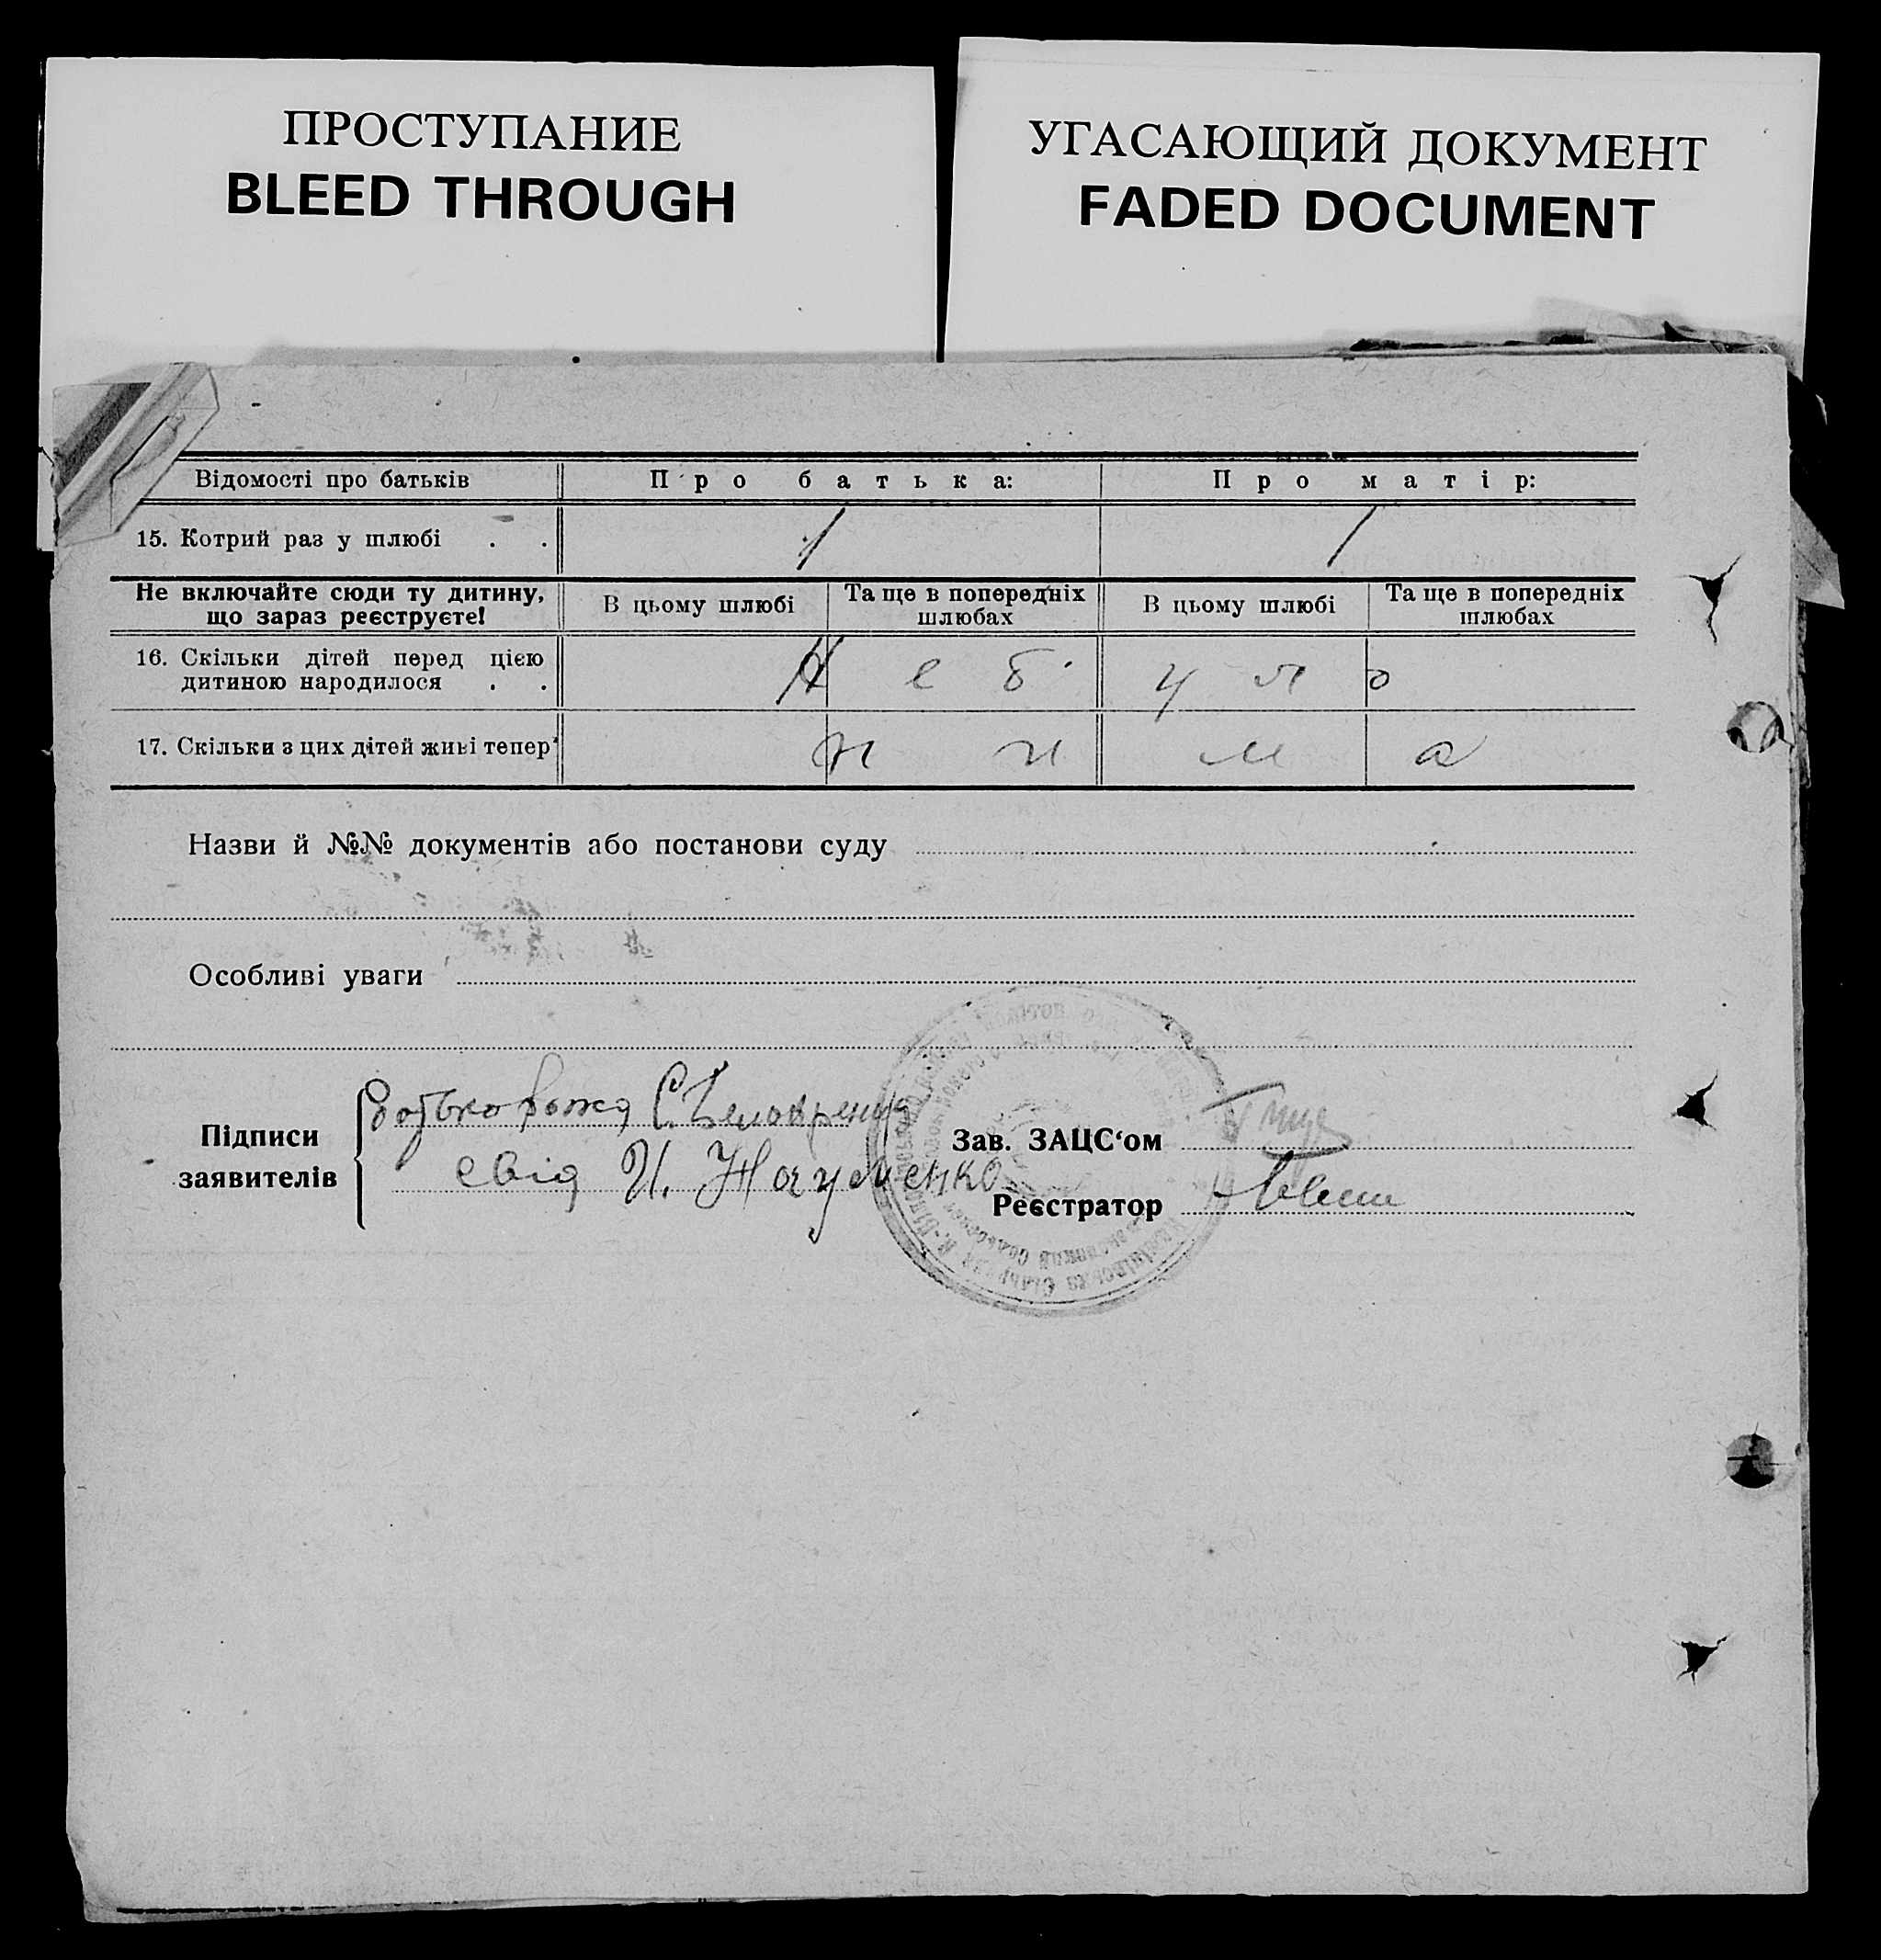 ПРОСТУПАНИЕ
BLEED THROUGH
УГАСАЮЩИЙ ДОКУМЕНТ
FADED DOCUMENT
Відомості про батьків Про батька: Про матір:
15. Котрий раз у шлюбі . . 1 1
Не включайте сюди ту дитину, що зараз реєструєте! В цьому шлюбі Та ще в попередніх шлюбах В цьому шлюбі Та ще в попередніх шлюбах
16. Скільки дітей перед цією
дитиною народилося . . Не було
17. Скільки з цих дітей живі тепер нима
Назви й №№ документів або постанови суду
Особливі уваги
Підписи
заявителів
свід И.
Зав. ЗАЦС‘ом
Реєстратор